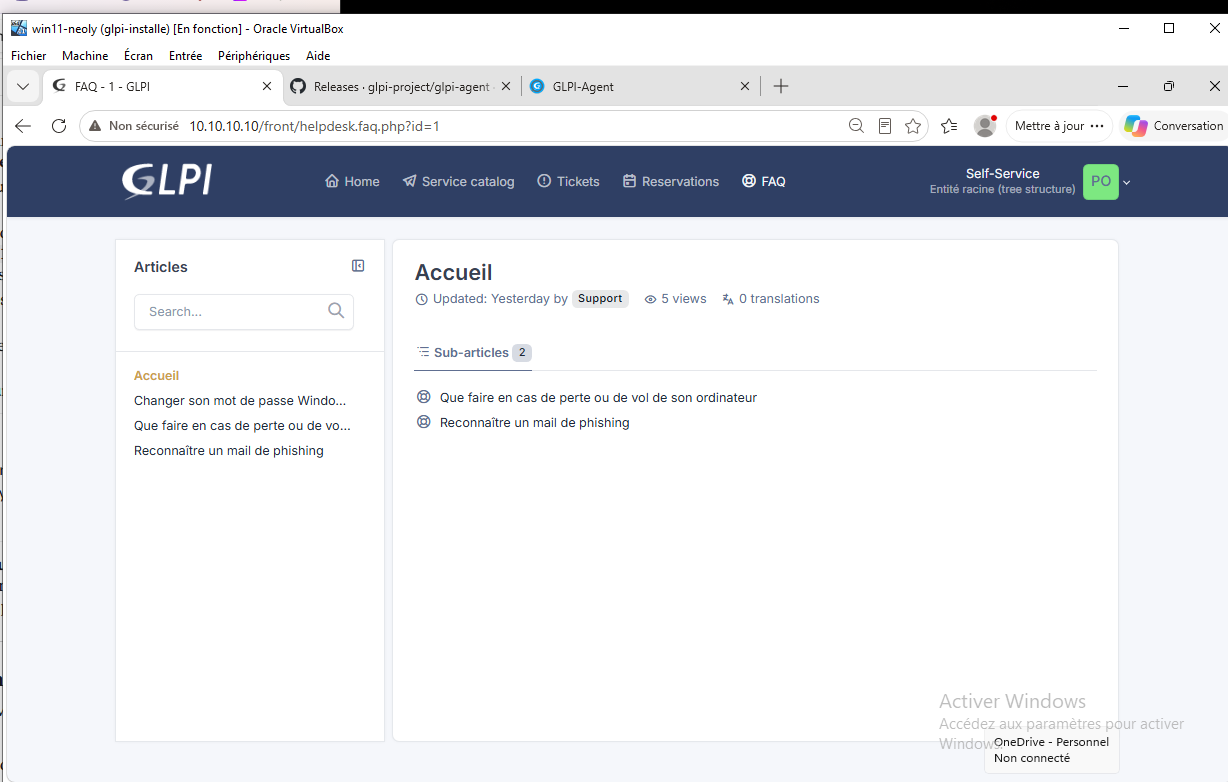 win11-neoly (glpi-installe) [En fonction] - Oracle VirtualBox
Fichier Machine Écran Entrée Périphériques Aide
FAQ - 1 - GLPI
Releases · glpi-project/glpi-agent
GLPI-Agent
Non sécurisé 10.10.10.10/front/helpdesk.faq.php?id=1
Mettre à jour
Conversation
GLPI
Home
Service catalog
Tickets
Reservations
FAQ
Self-Service
Entité racine (tree structure)
PO
Articles
Search...
Accueil
Changer son mot de passe Windo...
Que faire en cas de perte ou de vo...
Reconnaître un mail de phishing
Accueil
Updated: Yesterday by Support 5 views 0 translations
Sub-articles 2
Que faire en cas de perte ou de vol de son ordinateur
Reconnaître un mail de phishing
Activer Windows
Accédez aux paramètres pour activer
Windows.
OneDrive - Personnel
Non connecté